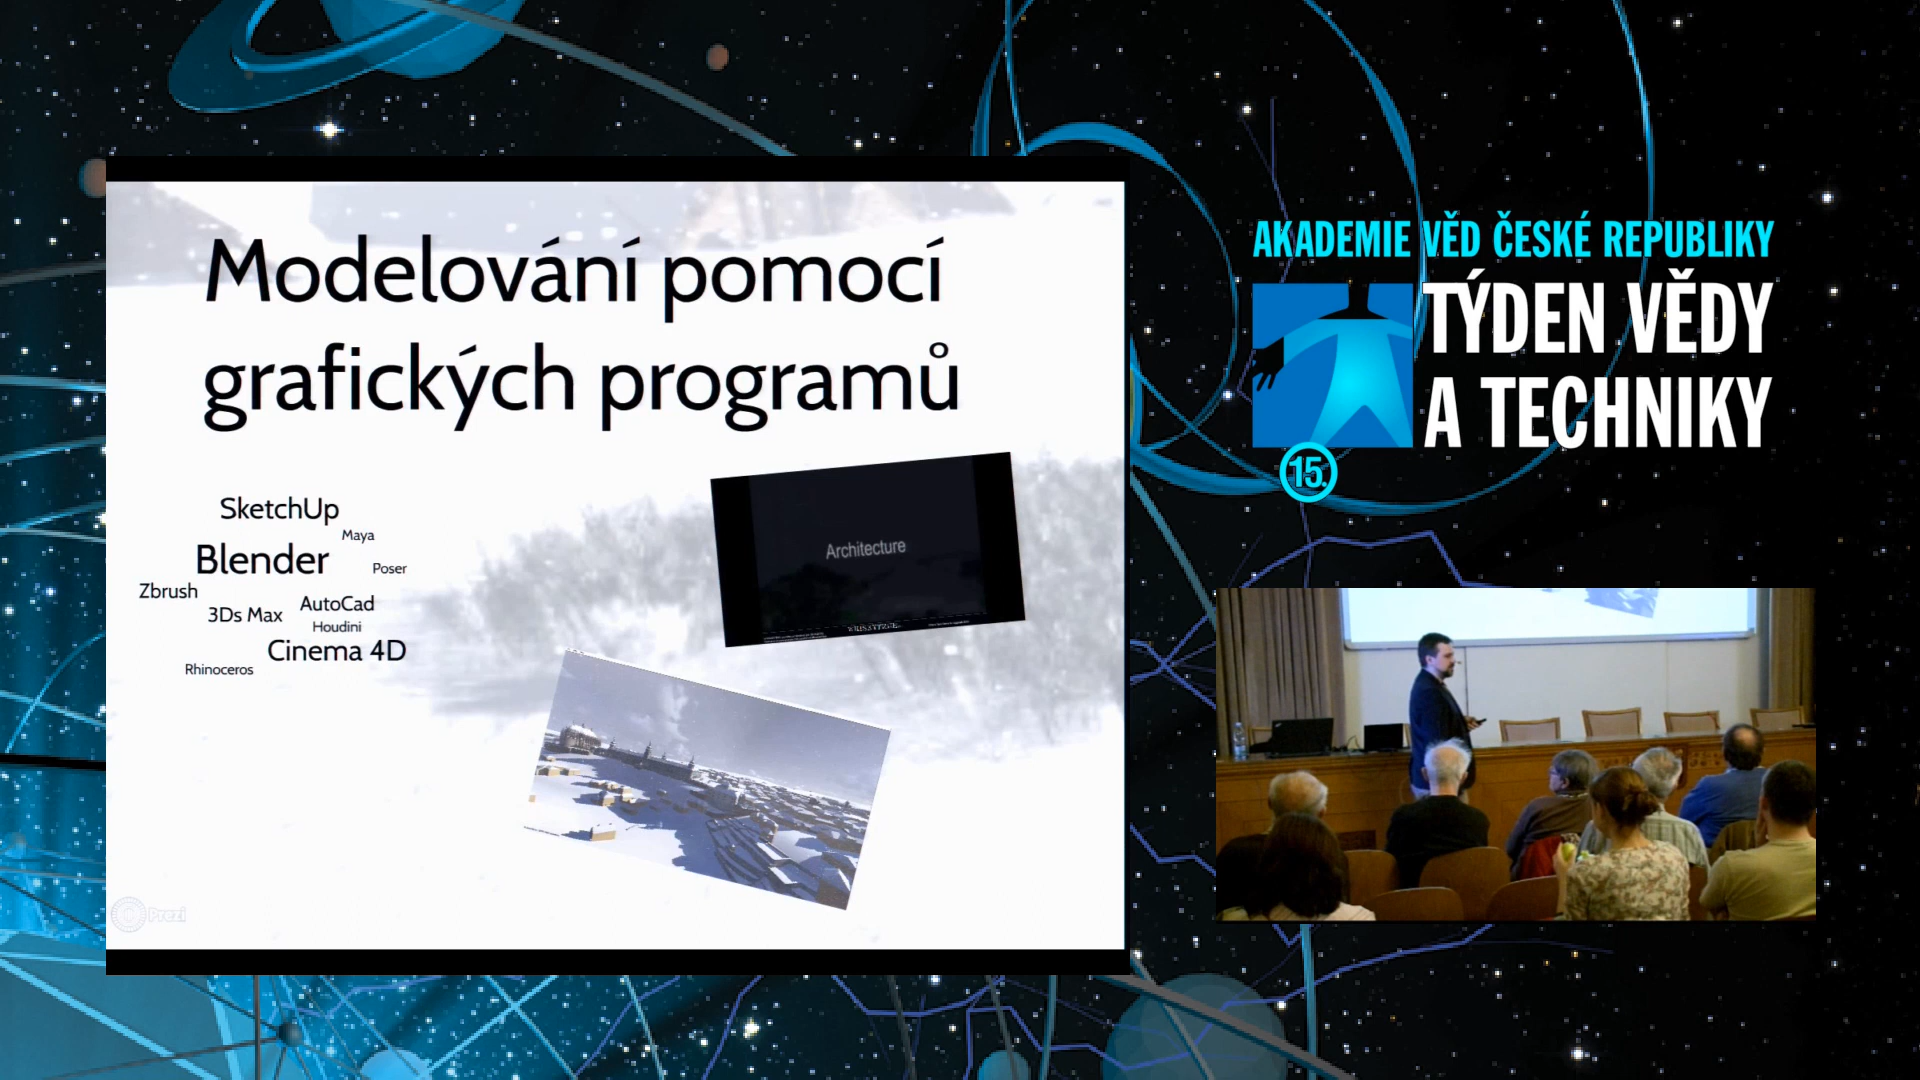 Modelování pomocí
grafických programů
SketchUp
Maya
Blender
Poser
Zbrush
3Ds Max
AutoCad
Houdini
Cinema 4D
Rhinoceros
Architecture
Prezi
AKADEMIE VĚD ČESKÉ REPUBLIKY
TÝDEN VĚDY
A TECHNIKY
15.